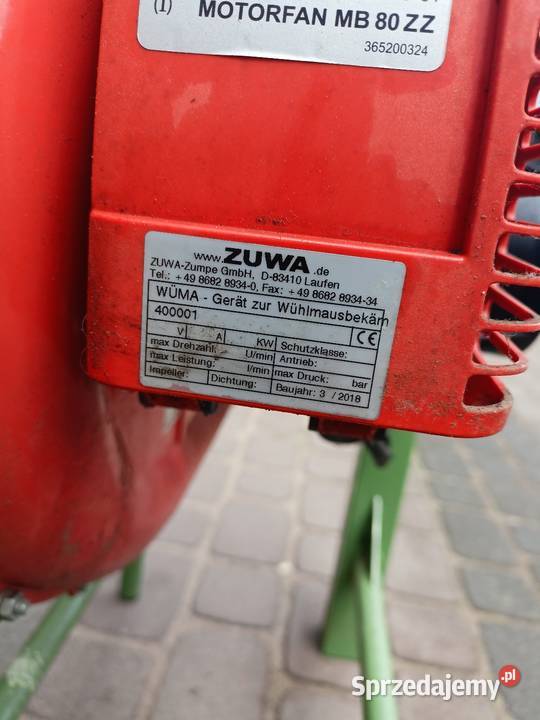 (1) MOTORFAN MB 80 ZZ
365200324
www.ZUWA.de
ZUWA-Zumpe GmbH, D-83410 Laufen
Tel.: + 49 8682 8934-0, Fax: + 49 8682 8934-34
WÜMA - Gerät zur Wühlmausbekäm
400001 CE
V A KW Schutzklasse:
max Drehzahl: U/min Antrieb:
max Leistung: l/min max Druck: bar
Impeller: Dichtung: Baujahr: 3 / 2018
Sprzedajemy.pl